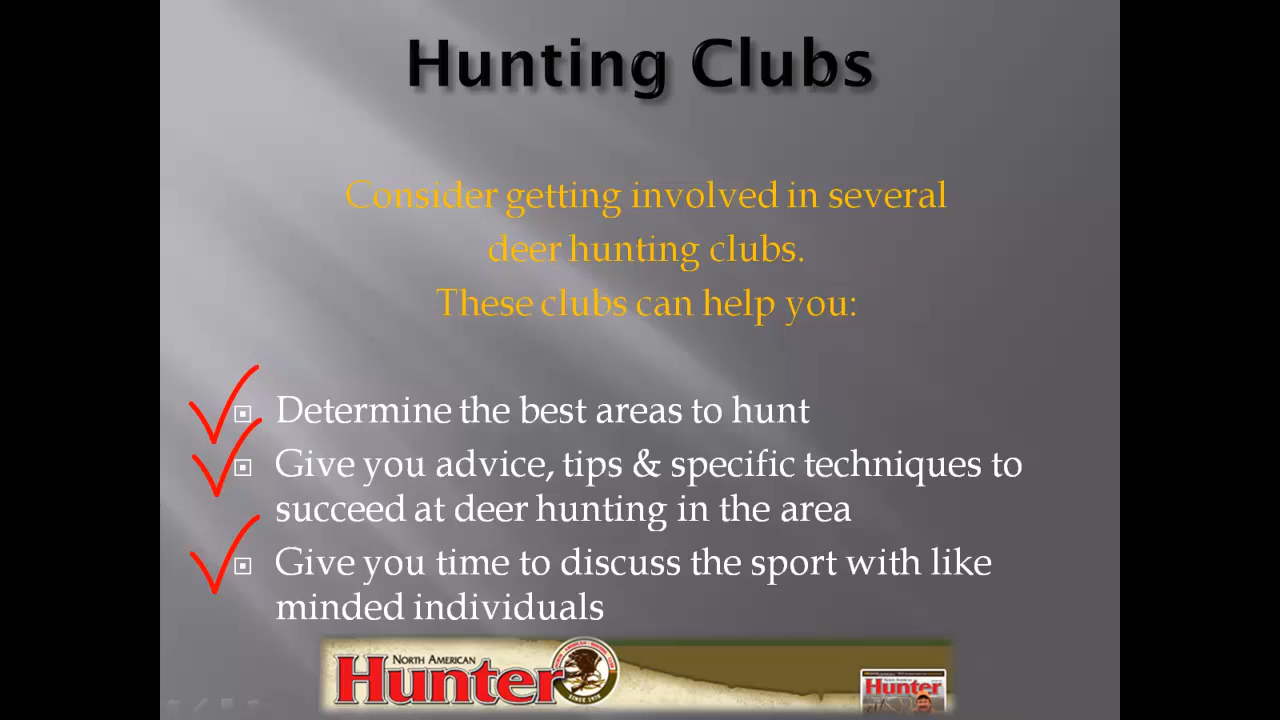 Hunting Clubs
Consider getting involved in several
deer hunting clubs.
These clubs can help you:
Determine the best areas to hunt
Give you advice, tips & specific techniques to
succeed at deer hunting in the area
Give you time to discuss the sport with like
minded individuals
NORTH AMERICAN
Hunter
SINCE 1978
Hunter